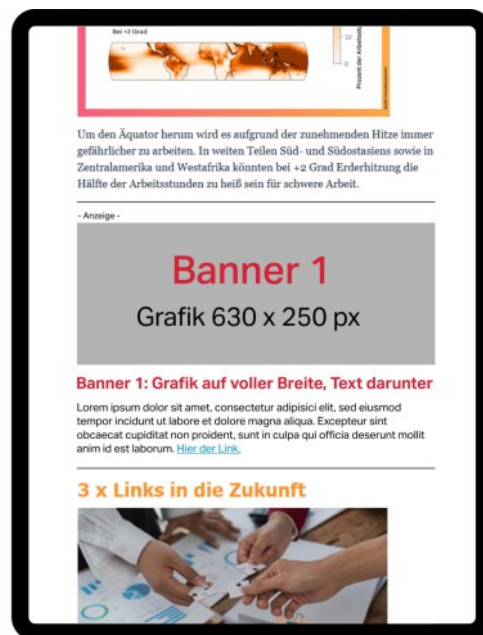 Bei +2 Grad
10
0
Prozent der Arbeitsstu
Um den Äquator herum wird es aufgrund der zunehmenden Hitze immer
gefährlicher zu arbeiten. In weiten Teilen Süd- und Südostasiens sowie in
Zentralamerika und Westafrika könnten bei +2 Grad Erderhitzung die
Hälfte der Arbeitsstunden zu heiß sein für schwere Arbeit.
- Anzeige -
Banner 1
Grafik 630 x 250 px
Banner 1: Grafik auf voller Breite, Text darunter
Lorem ipsum dolor sit amet, consectetur adipisici elit, sed eiusmod
tempor incidunt ut labore et dolore magna aliqua. Excepteur sint
obcaecat cupiditat non proident, sunt in culpa qui officia deserunt mollit
anim id est laborum. Hier der Link.
3 x Links in die Zukunft